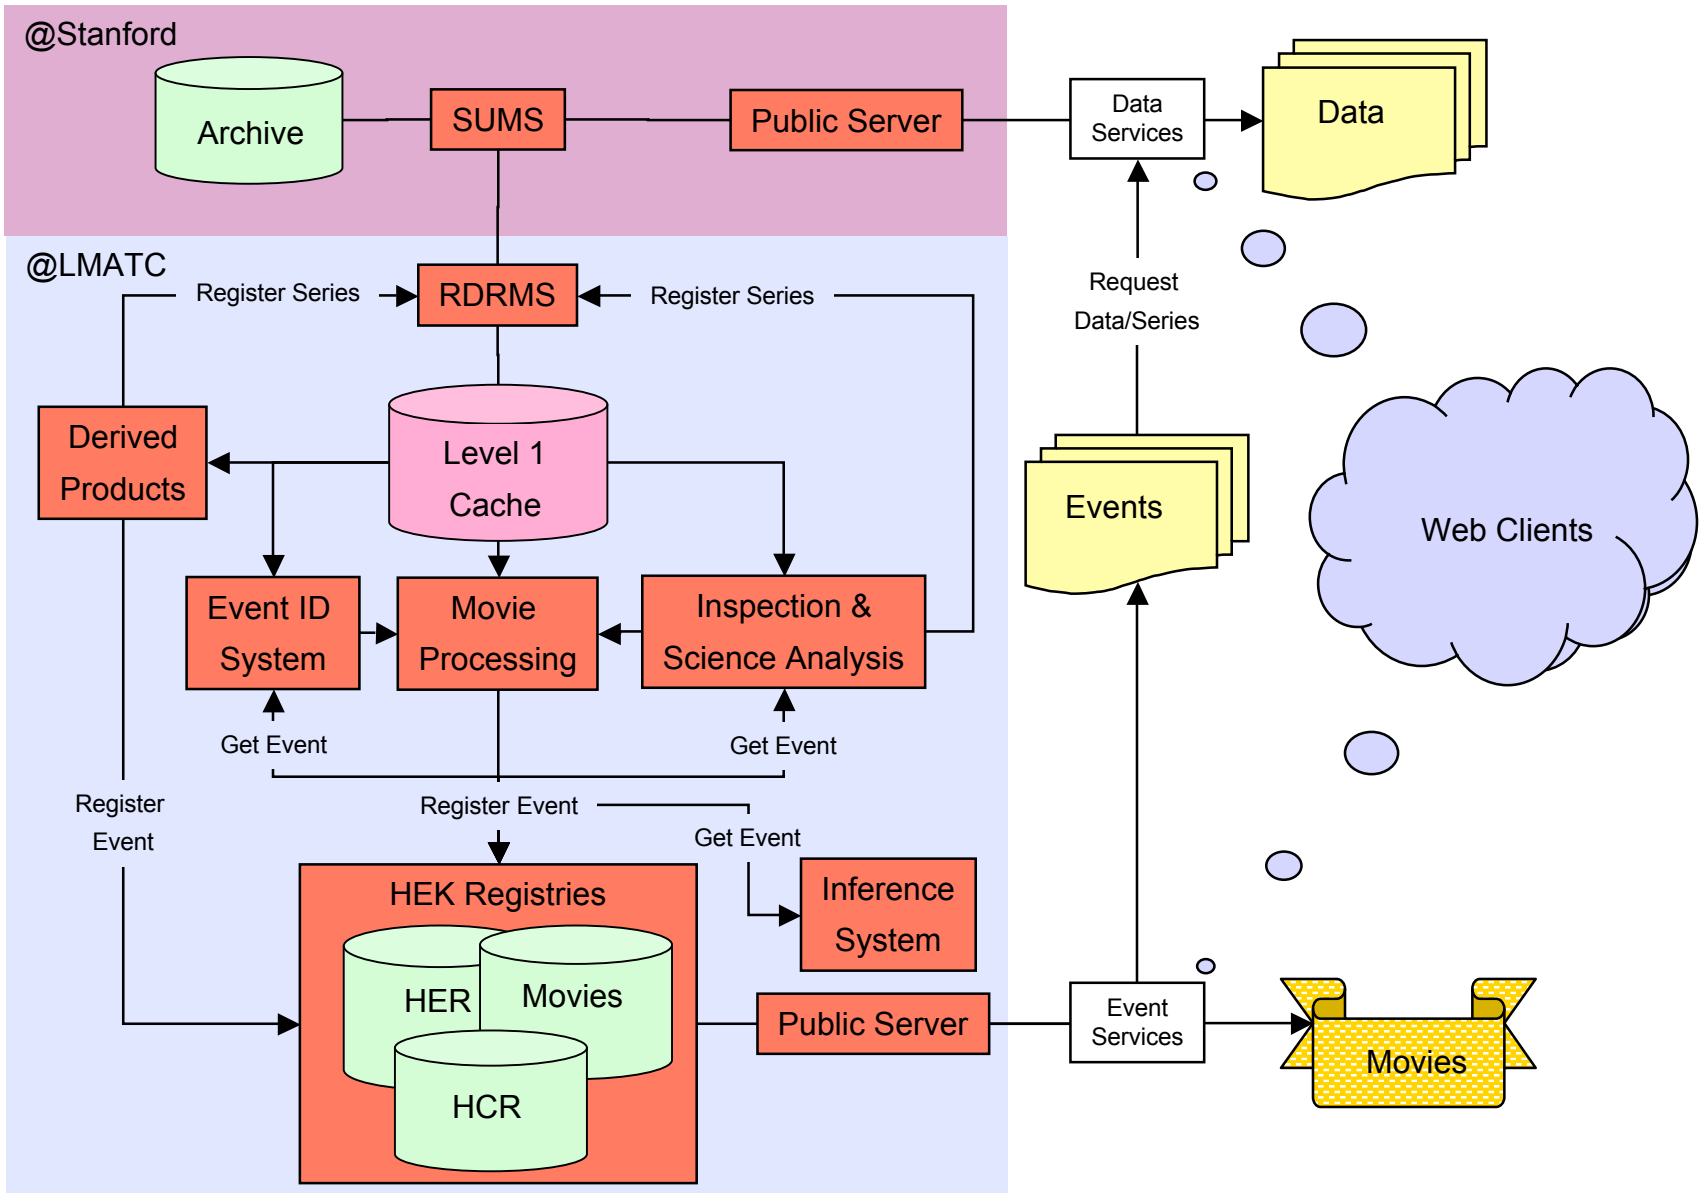 @Stanford
Archive
SUMS
Public Server
Data
Services
Data
@LMATC
Register Series
RDRMS
Register Series
Request
Data/Series
Derived
Products
Level 1
Cache
Events
Web Clients
Event ID
System
Movie
Processing
Inspection &
Science Analysis
Get Event
Get Event
Register
Event
Register Event
Get Event
HEK Registries
Inference
System
HER
Movies
HCR
Public Server
Event
Services
Movies